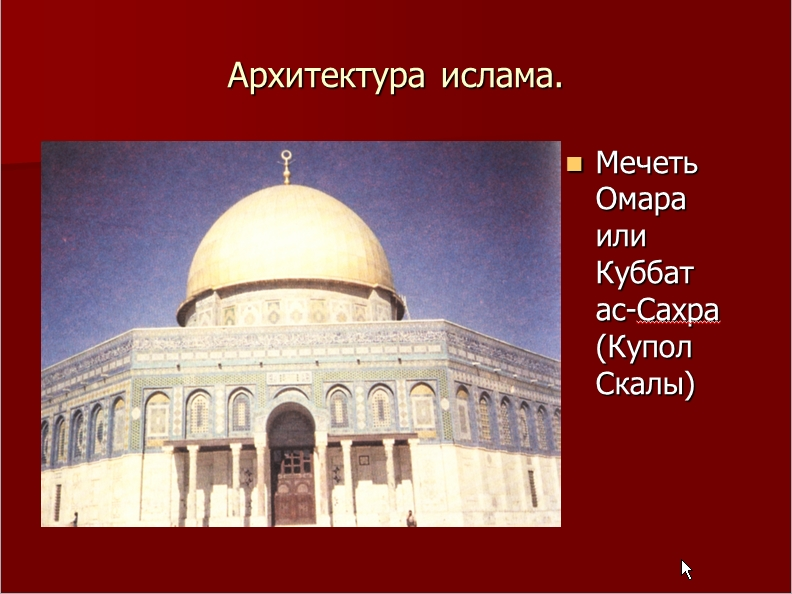 Архитектура ислама.
Мечеть
Омара
или
Куббат
ас-Сахра
(Купол
Скалы)